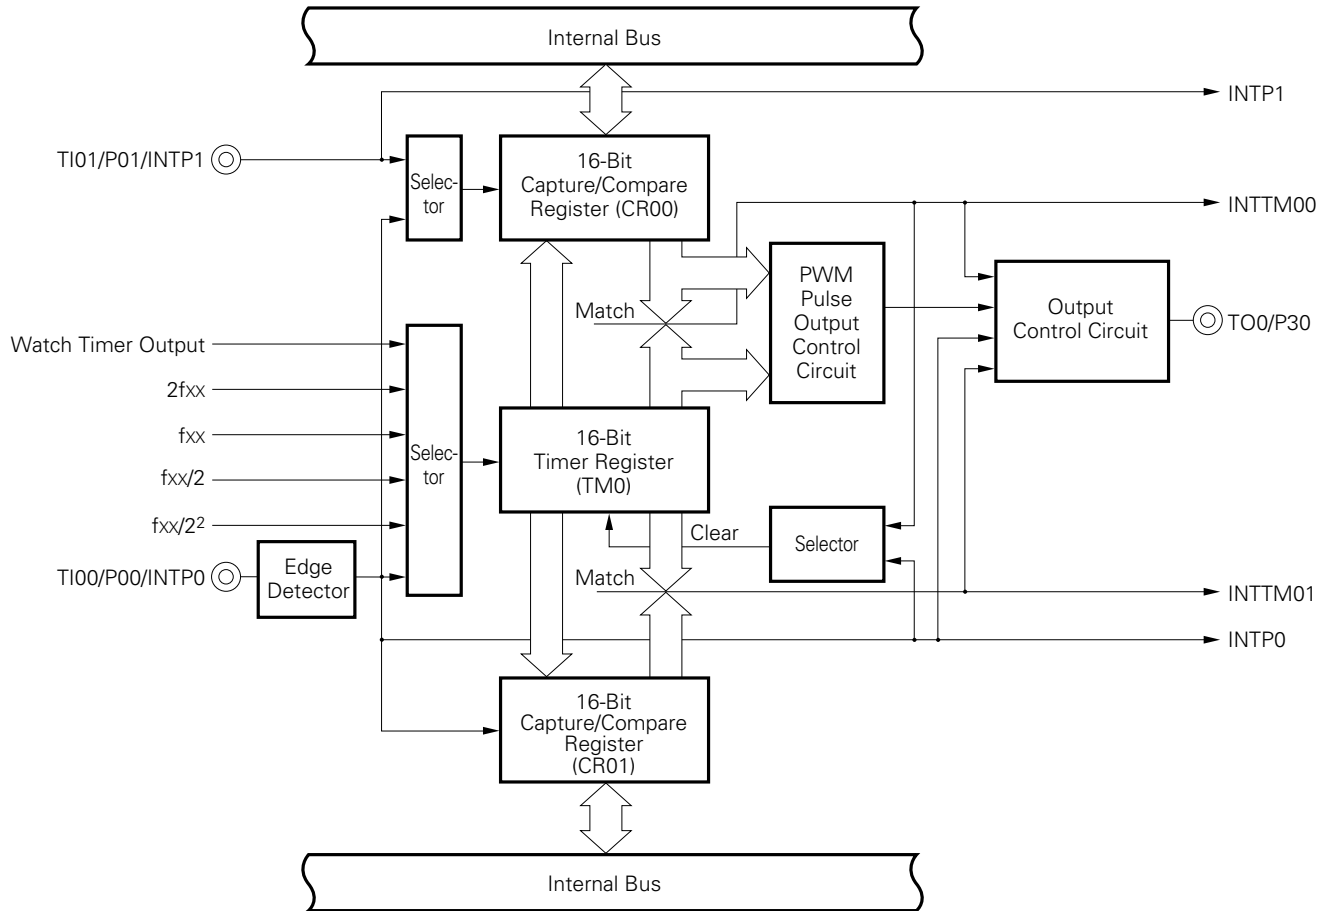 Internal Bus
INTP1
TI01/P01/INTP1
Selec-
tor
16-Bit
Capture/Compare
Register (CR00)
INTTM00
PWM
Pulse
Output
Control
Circuit
Output
Control Circuit
TO0/P30
Match
Watch Timer Output
2fxx
fxx
fxx/2
fxx/2²
Selec-
tor
16-Bit
Timer Register
(TM0)
Clear
Selector
TI00/P00/INTP0
Edge
Detector
Match
INTTM01
INTP0
16-Bit
Capture/Compare
Register
(CR01)
Internal Bus